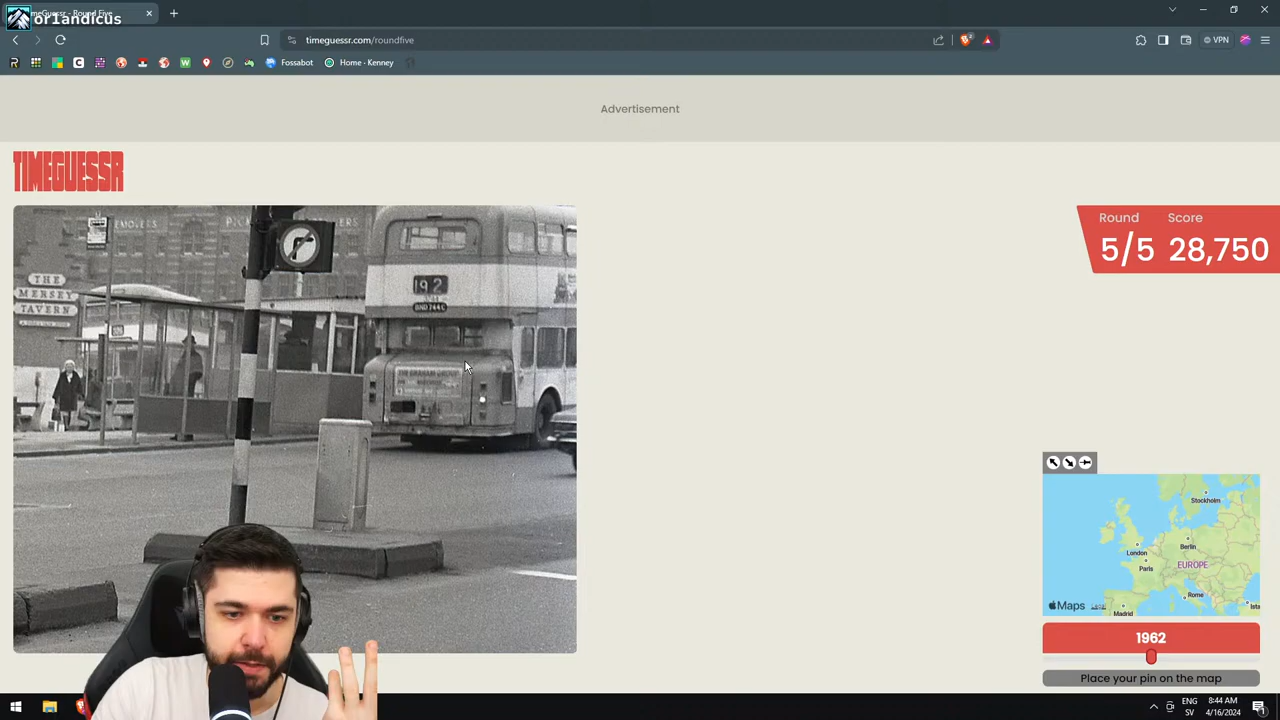 or1andicus
timeguessr.com/roundfive
VPN
Fossabot
Home · Kenney
Advertisement
TIMEGUESSR
Round
Score
5/5
28,750
THE
MERSEY
TAVERN
192
London
Paris
Berlin
Stockholm
EUROPE
Rome
Madrid
Maps
1962
Place your pin on the map
ENG
SV
8:44 AM
4/16/2024